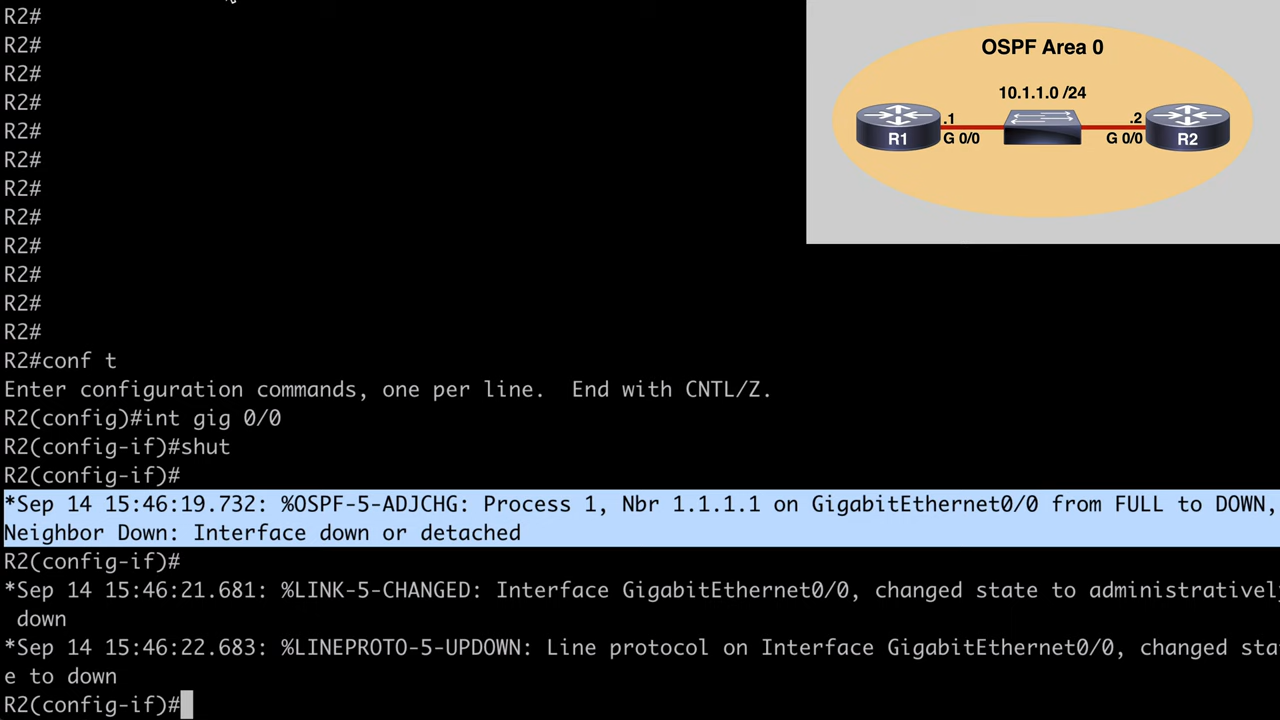 R2#
R2#
R2#
R2#
R2#
R2#
R2#
R2#
R2#
R2#
R2#
R2#
R2#conf t
Enter configuration commands, one per line.  End with CNTL/Z.
R2(config)#int gig 0/0
R2(config-if)#shut
R2(config-if)#
*Sep 14 15:46:19.732: %OSPF-5-ADJCHG: Process 1, Nbr 1.1.1.1 on GigabitEthernet0/0 from FULL to DOWN,
Neighbor Down: Interface down or detached
R2(config-if)#
*Sep 14 15:46:21.681: %LINK-5-CHANGED: Interface GigabitEthernet0/0, changed state to administrativel
down
*Sep 14 15:46:22.683: %LINEPROTO-5-UPDOWN: Line protocol on Interface GigabitEthernet0/0, changed sta
e to down
R2(config-if)#
OSPF Area 0
10.1.1.0 /24
.1
.2
R1
G 0/0
G 0/0
R2